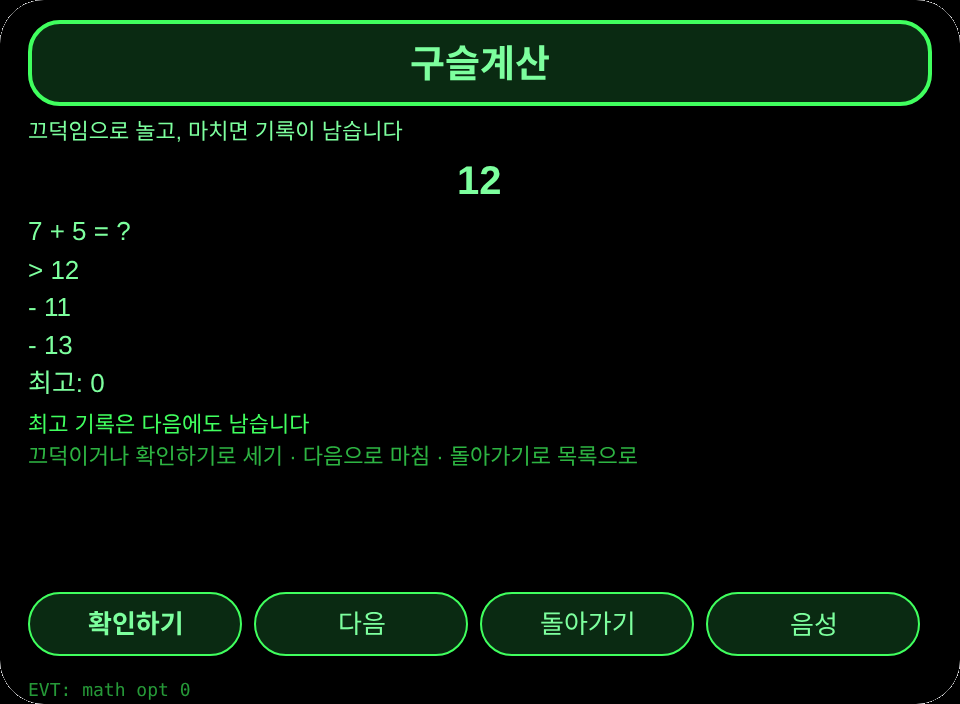 구슬계산
끄덕임으로 놀고, 마치면 기록이 남습니다
12
7 + 5 = ?
> 12
- 11
- 13
최고: 0
최고 기록은 다음에도 남습니다
끄덕이거나 확인하기로 세기 · 다음으로 마침 · 돌아가기로 목록으로
확인하기 다음 돌아가기 음성
EVT: math opt 0